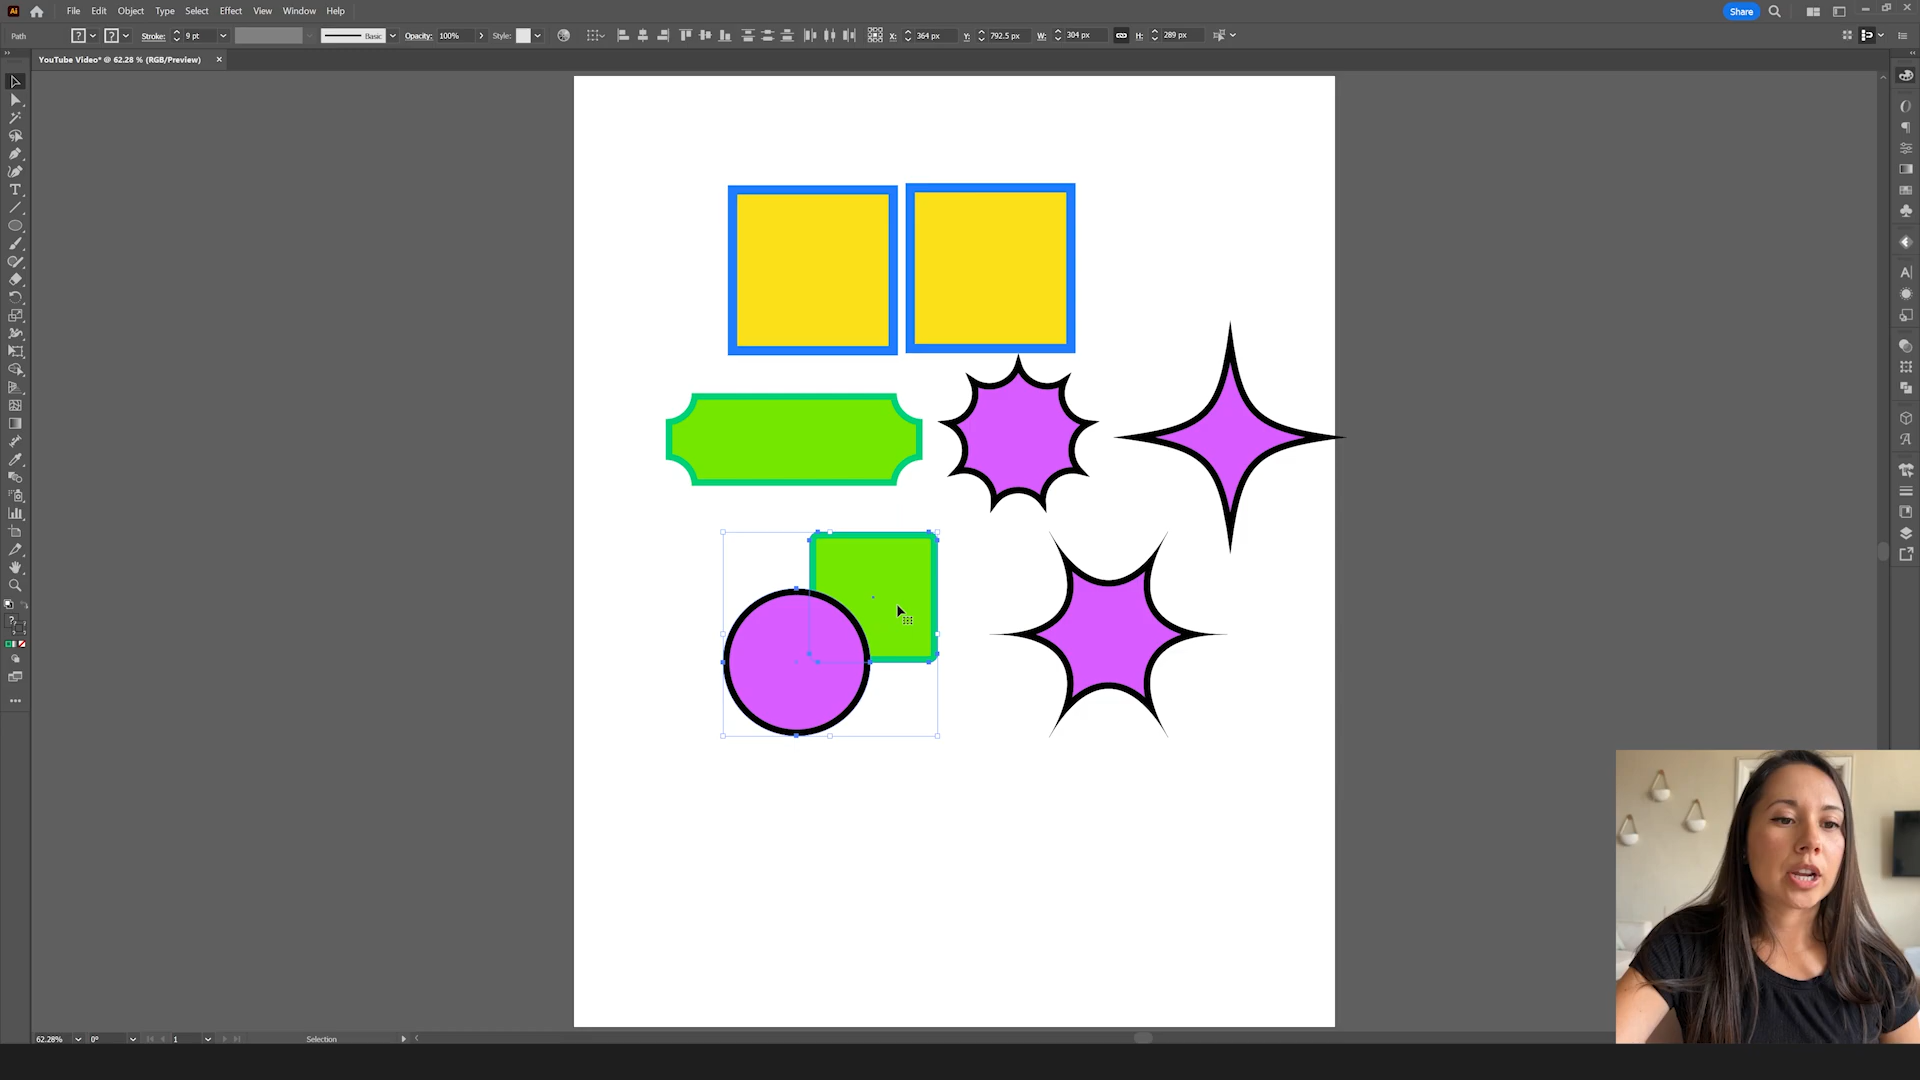 Ai File Edit Object Type Select Effect View Window Help Share
Path ? ? Stroke: 9 pt Basic Opacity: 100% Style: X: 364 px Y: 792.5 px W: 304 px H: 289 px
YouTube Video* @ 62.28 % (RGB/Preview) ×
62.28% 0° 1 Selection